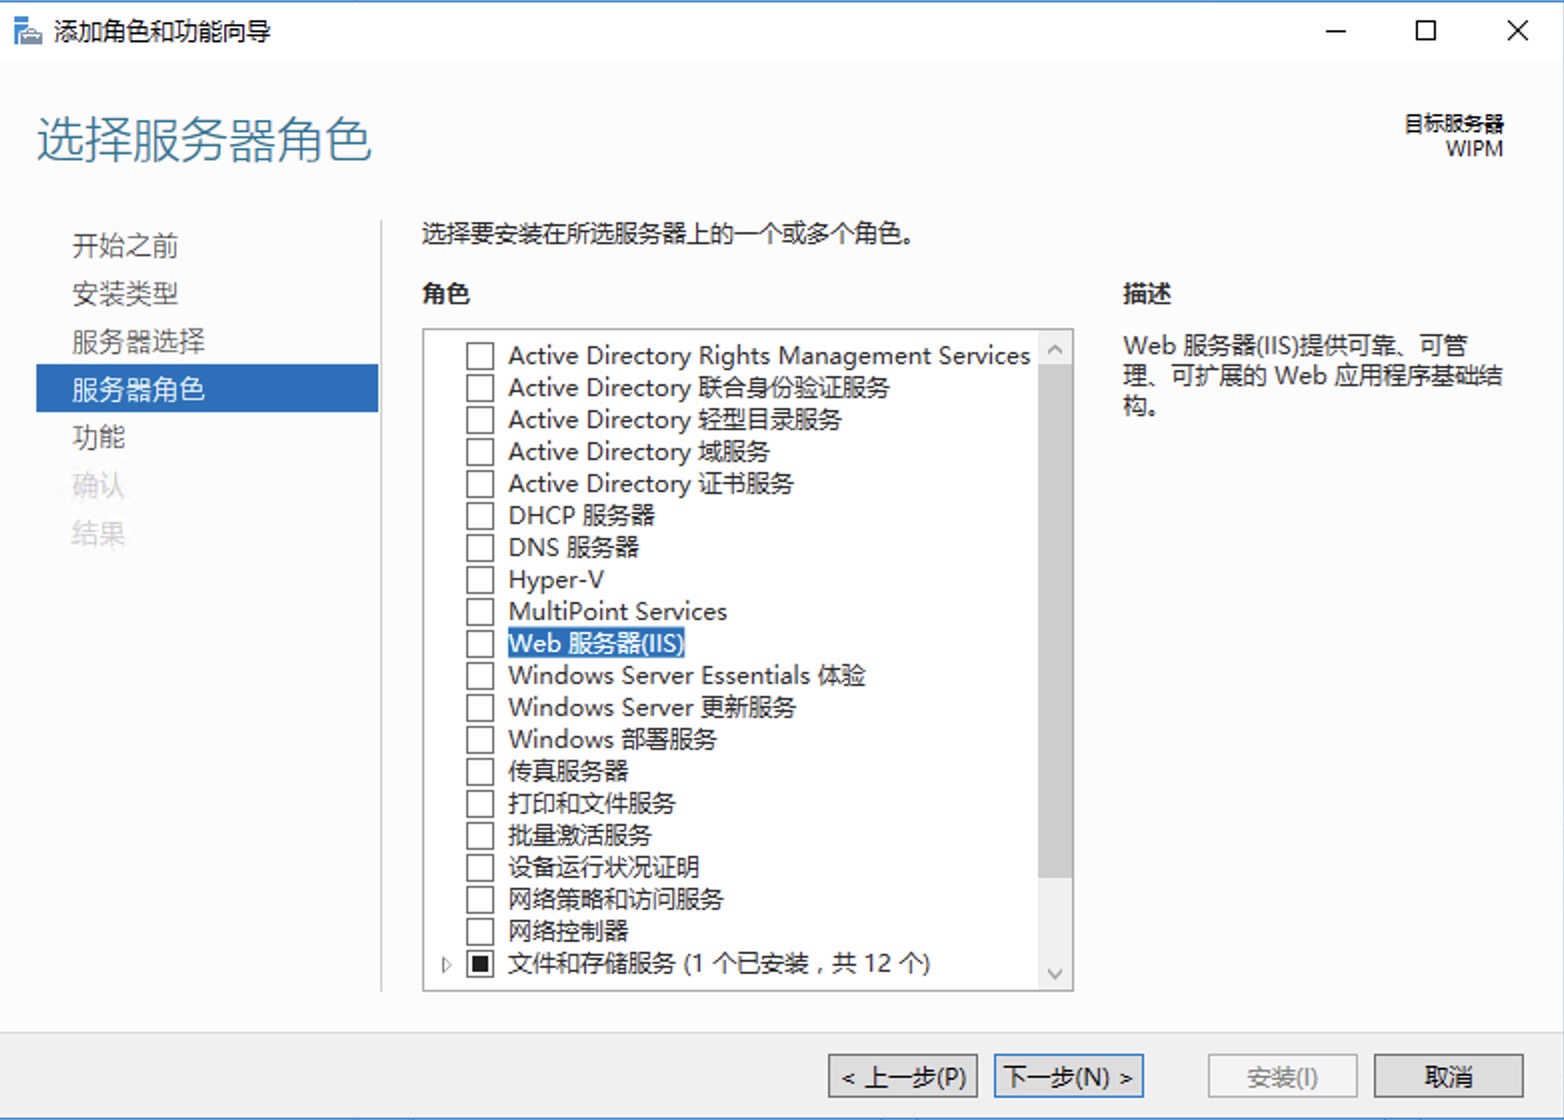 添加角色和功能向导
选择服务器角色
目标服务器
WIPM
开始之前
安装类型
服务器选择
服务器角色
功能
确认
结果
选择要安装在所选服务器上的一个或多个角色。
角色
Active Directory Rights Management Services
Active Directory 联合身份验证服务
Active Directory 轻型目录服务
Active Directory 域服务
Active Directory 证书服务
DHCP 服务器
DNS 服务器
Hyper-V
MultiPoint Services
Web 服务器(IIS)
Windows Server Essentials 体验
Windows Server 更新服务
Windows 部署服务
传真服务器
打印和文件服务
批量激活服务
设备运行状况证明
网络策略和访问服务
网络控制器
文件和存储服务 (1 个已安装，共 12 个)
描述
Web 服务器(IIS)提供可靠、可管
理、可扩展的 Web 应用程序基础结
构。
< 上一步(P)
下一步(N) >
安装(I)
取消